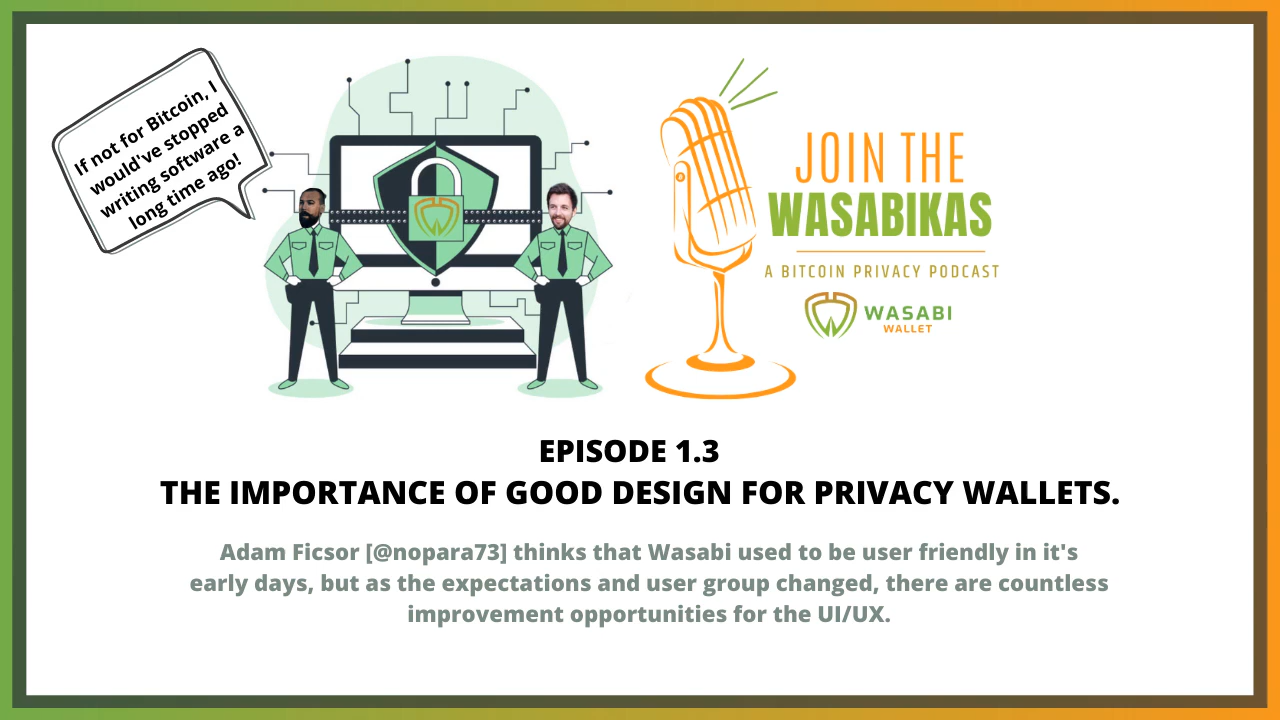 If not for Bitcoin, I
would've stopped
writing software a
long time ago!
JOIN THE
WASABIKAS
A BITCOIN PRIVACY PODCAST
WASABI
WALLET
EPISODE 1.3
THE IMPORTANCE OF GOOD DESIGN FOR PRIVACY WALLETS.
Adam Ficsor [@nopara73] thinks that Wasabi used to be user friendly in it's
early days, but as the expectations and user group changed, there are countless
improvement opportunities for the UI/UX.